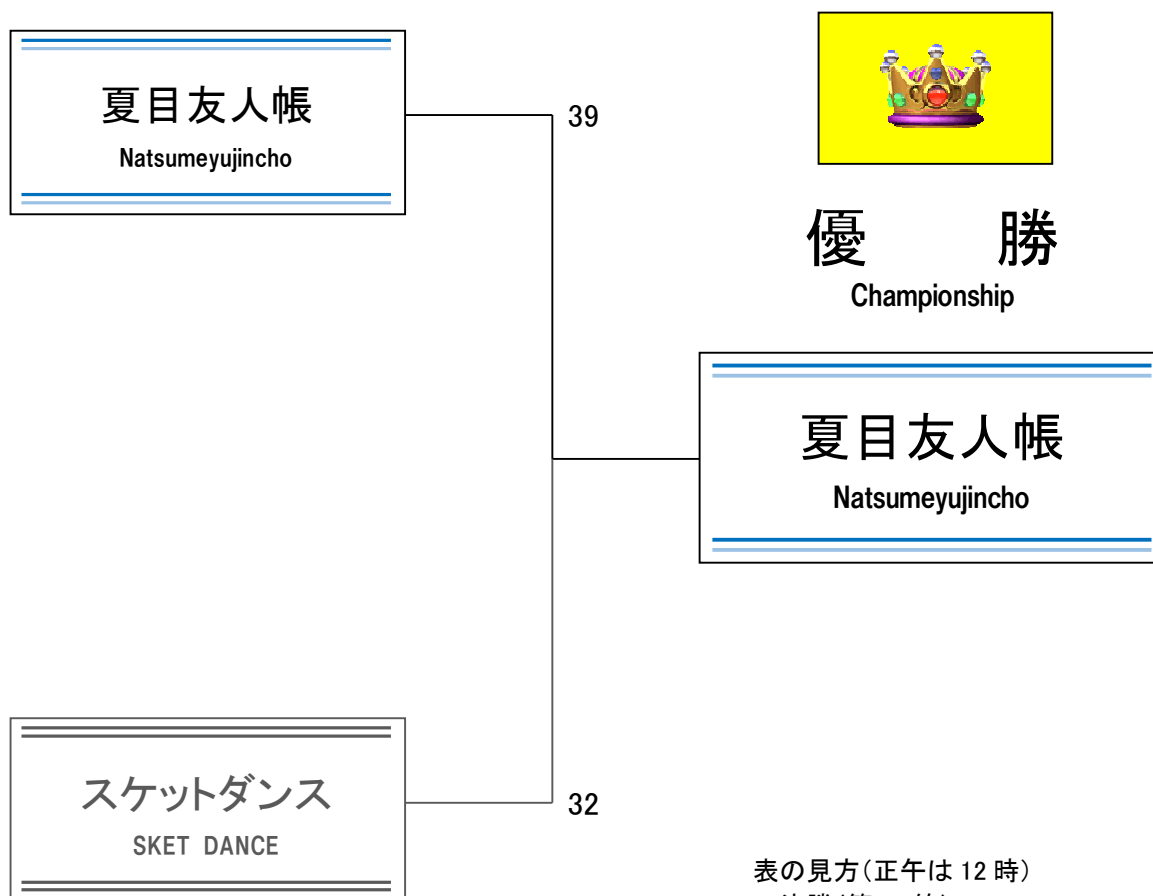 夏目友人帳
Natsumeyujincho
39
優 勝
Championship
夏目友人帳
Natsumeyujincho
スケットダンス
SKET DANCE
32
表の見方(正午は 12 時)